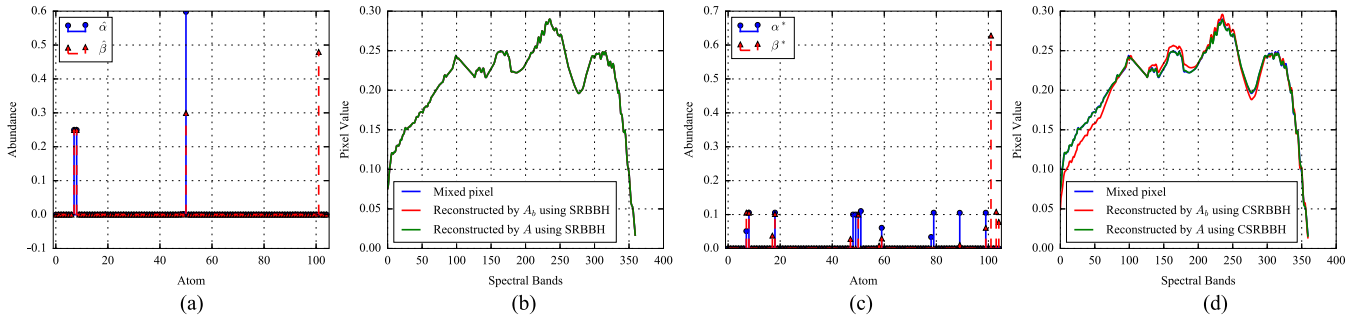 0.6
0.5
0.4
0.3
0.2
0.1
0.0
-0.1
0 20 40 60 80 100
Abundance
Atom
α̂
β̂
(a)
0.30
0.25
0.20
0.15
0.10
0.05
0.00
0 50 100 150 200 250 300 350 400
Pixel Value
Spectral Bands
Mixed pixel
Reconstructed by A_b using SRBBH
Reconstructed by A using SRBBH
(b)
0.7
0.6
0.5
0.4
0.3
0.2
0.1
0.0
0 20 40 60 80 100
Abundance
Atom
α*
β*
(c)
0.30
0.25
0.20
0.15
0.10
0.05
0.00
0 50 100 150 200 250 300 350 400
Pixel Value
Spectral Bands
Mixed pixel
Reconstructed by A_b using CSRBBH
Reconstructed by A using CSRBBH
(d)